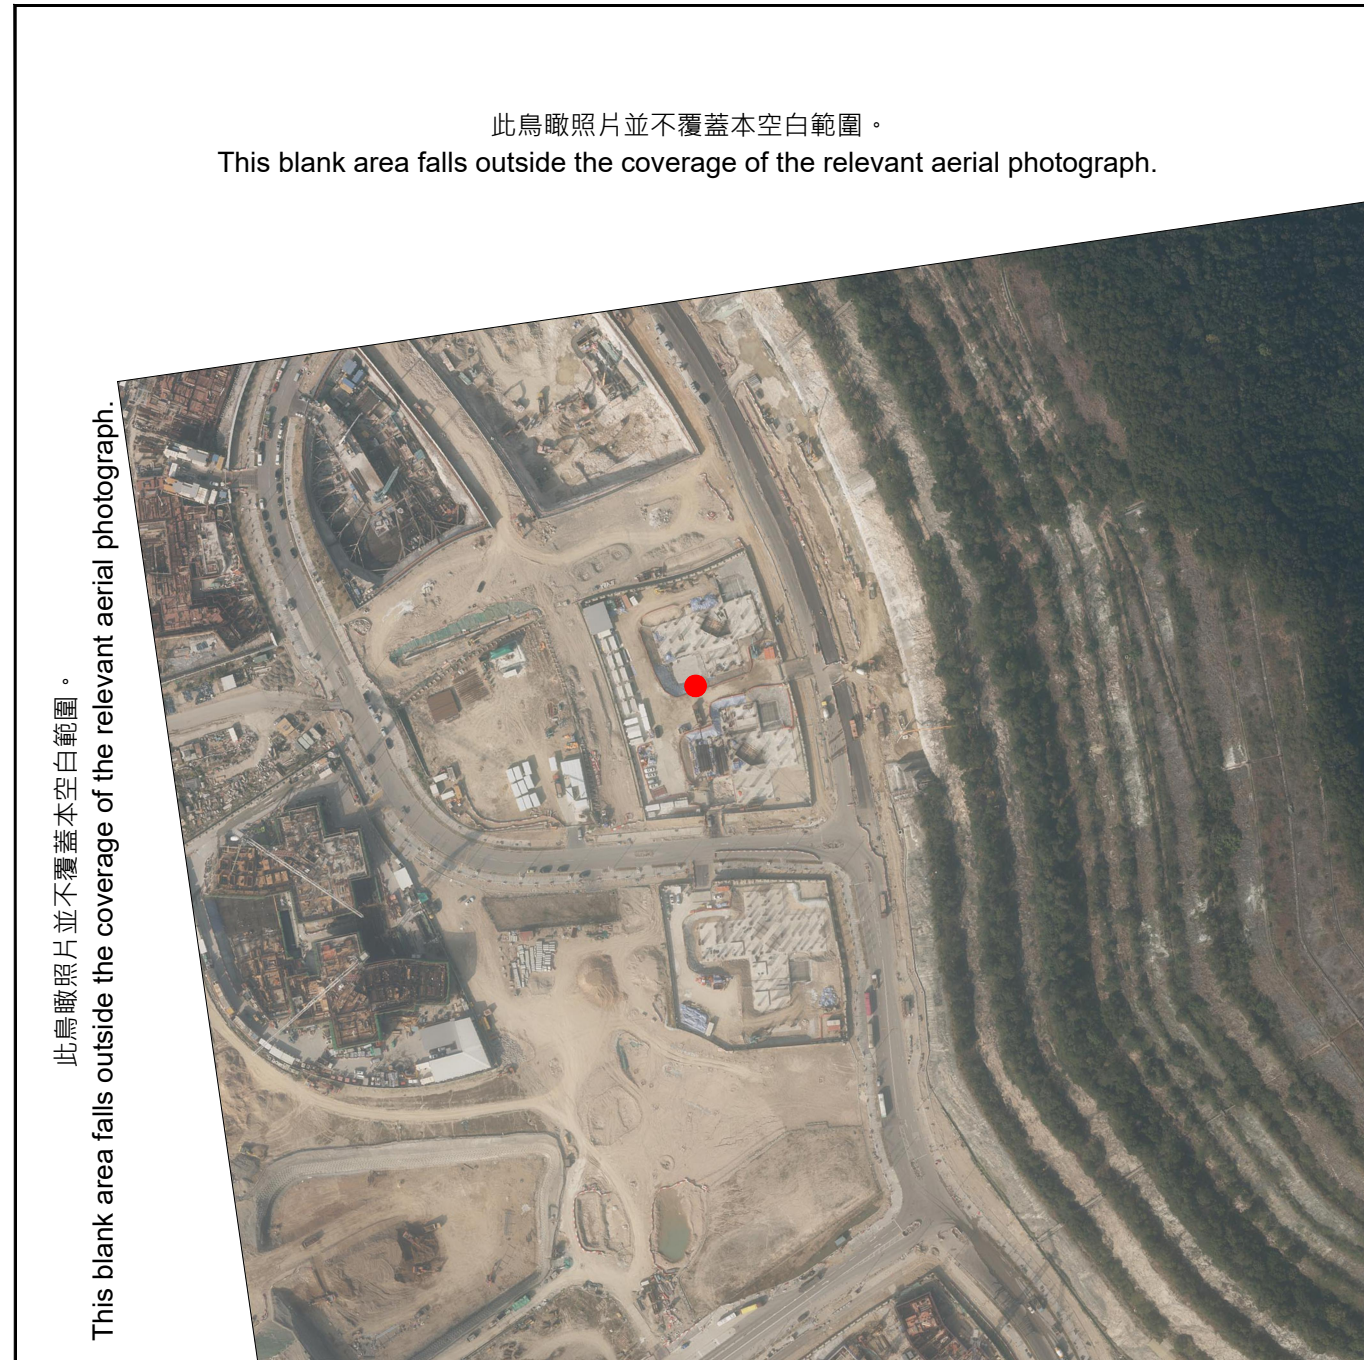 此鳥瞰照片並不覆蓋本空白範圍。
This blank area falls outside the coverage of the relevant aerial photograph.
此鳥瞰照片並不覆蓋本空白範圍。
This blank area falls outside the coverage of the relevant aerial photograph.